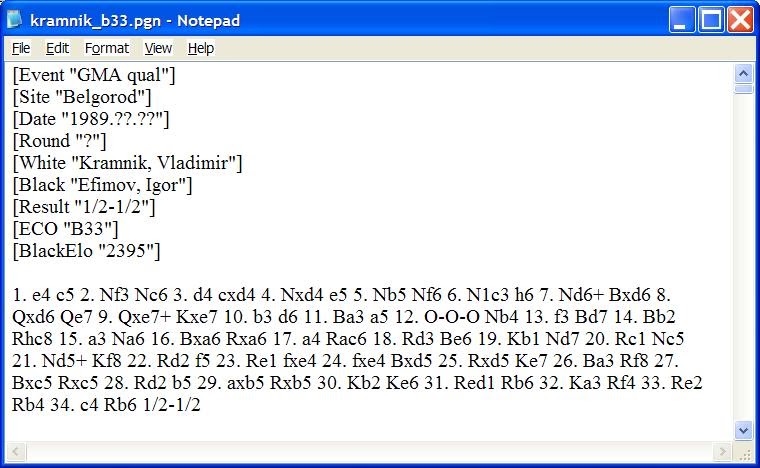 kramnik_b33.pgn - Notepad
File Edit Format View Help
[Event "GMA qual"]
[Site "Belgorod"]
[Date "1989.??.??"]
[Round "?"]
[White "Kramnik, Vladimir"]
[Black "Efimov, Igor"]
[Result "1/2-1/2"]
[ECO "B33"]
[BlackElo "2395"]
1. e4 c5 2. Nf3 Nc6 3. d4 cxd4 4. Nxd4 e5 5. Nb5 Nf6 6. N1c3 h6 7. Nd6+ Bxd6 8.
Qxd6 Qe7 9. Qxe7+ Kxe7 10. b3 d6 11. Ba3 a5 12. O-O-O Nb4 13. f3 Bd7 14. Bb2
Rhc8 15. a3 Na6 16. Bxa6 Rxa6 17. a4 Rac6 18. Rd3 Be6 19. Kb1 Nd7 20. Rc1 Nc5
21. Nd5+ Kf8 22. Rd2 f5 23. Re1 fxe4 24. fxe4 Bxd5 25. Rxd5 Ke7 26. Ba3 Rf8 27.
Bxc5 Rxc5 28. Rd2 b5 29. axb5 Rxb5 30. Kb2 Ke6 31. Red1 Rb6 32. Ka3 Rf4 33. Re2
Rb4 34. c4 Rb6 1/2-1/2